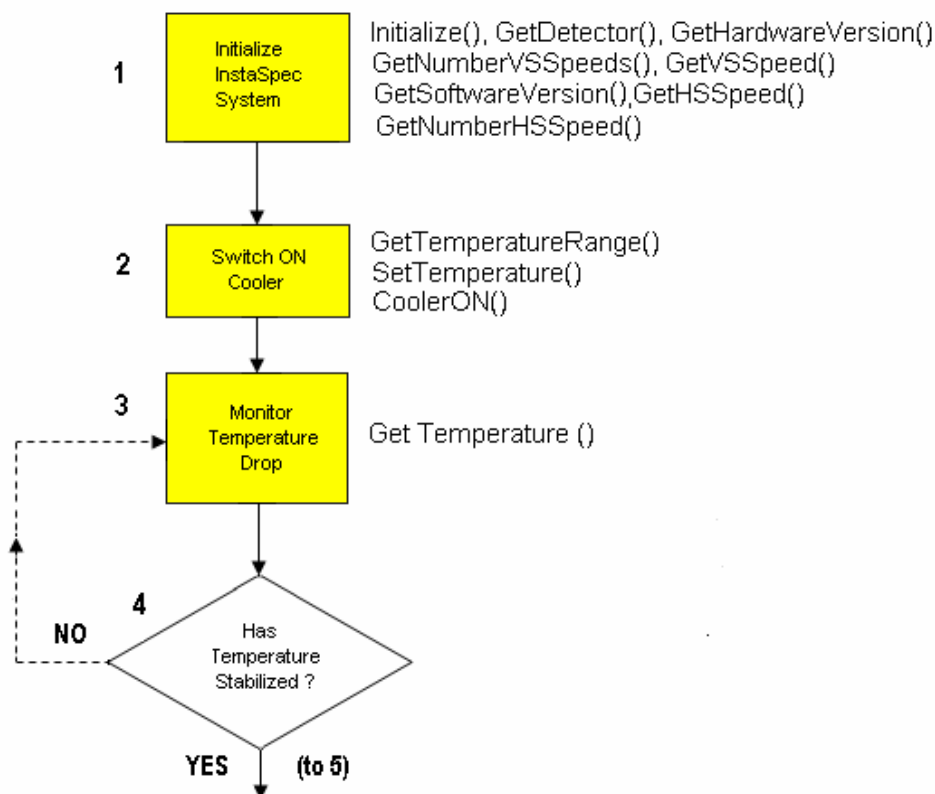 1
Initialize
InstaSpec
System
Initialize(), GetDetector(), GetHardwareVersion()
GetNumberVSSpeeds(), GetVSSpeed()
GetSoftwareVersion(),GetHSSpeed()
GetNumberHSSpeed()
2
Switch ON
Cooler
GetTemperatureRange()
SetTemperature()
CoolerON()
3
Monitor
Temperature
Drop
Get Temperature ()
4
NO
Has
Temperature
Stabilized ?
YES (to 5)